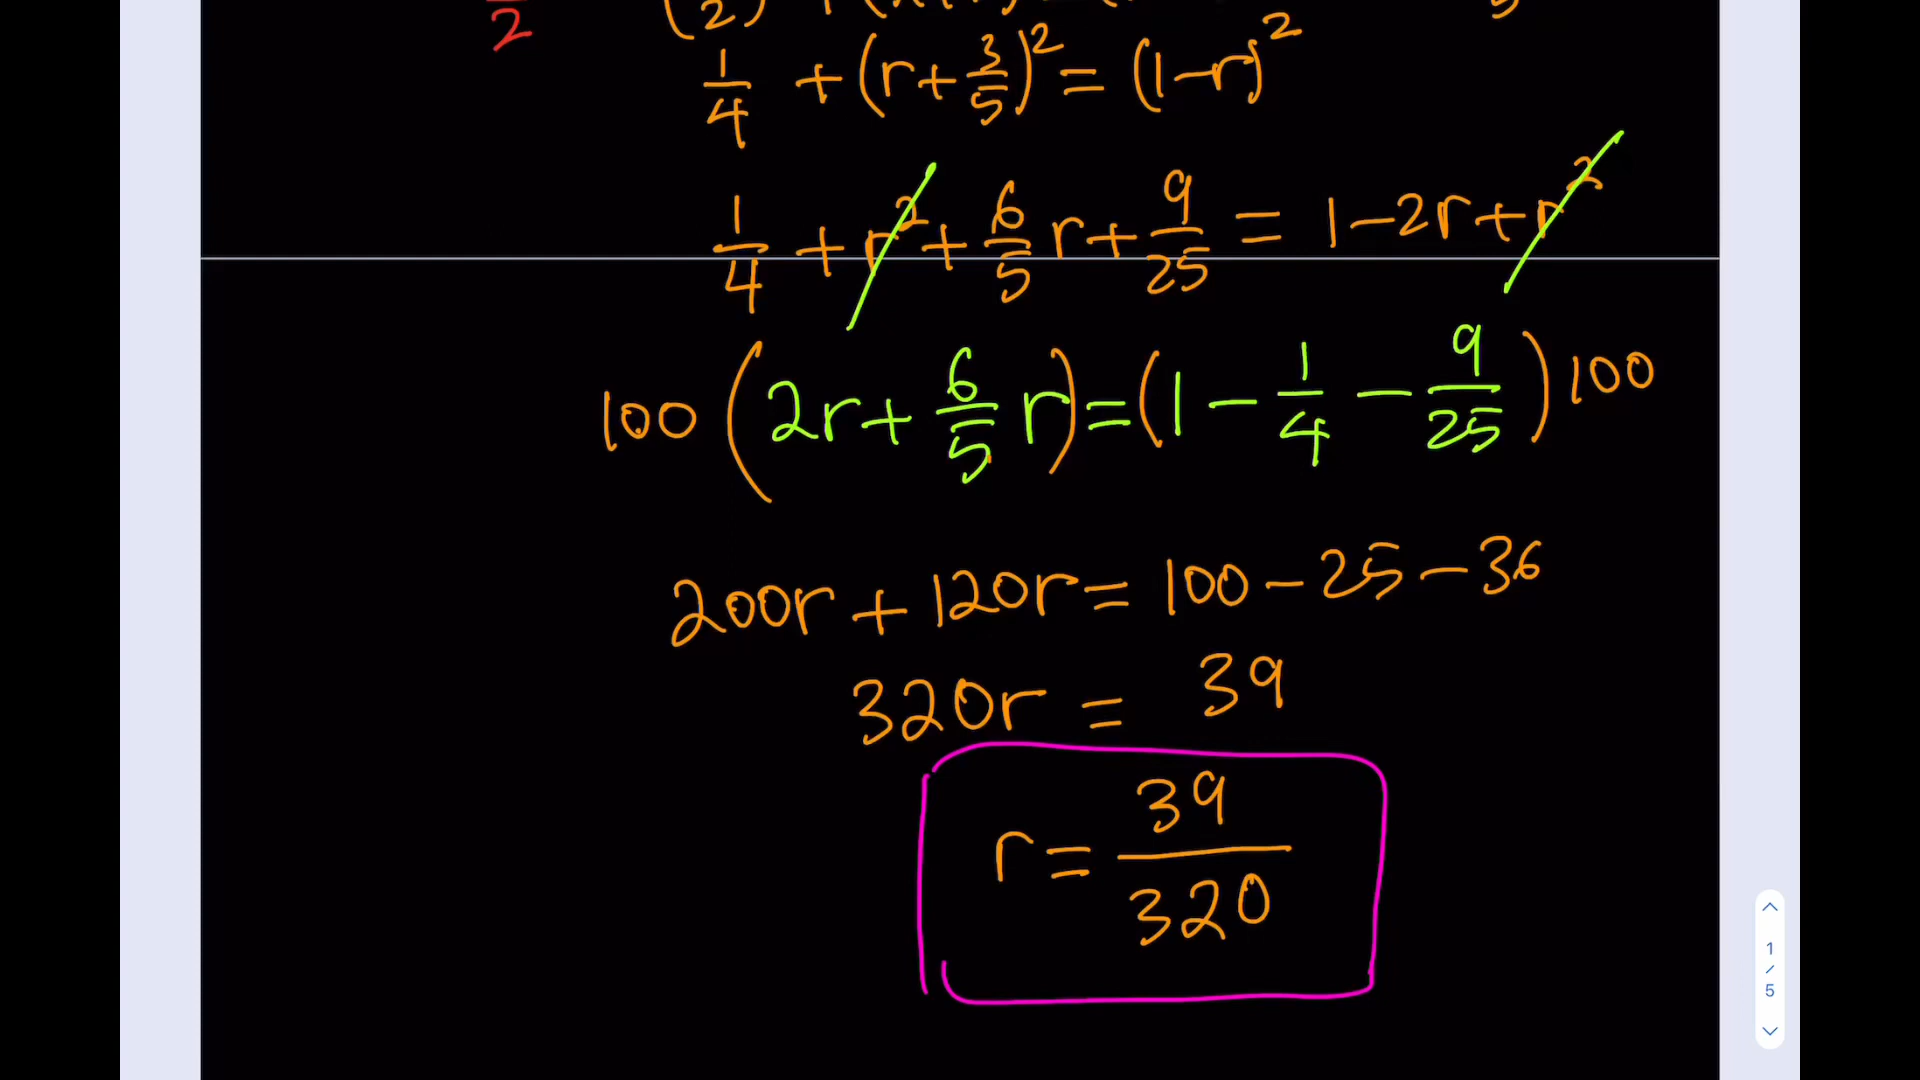 2
1/4 + (r + 3/5)² = (1 - r)²
1/4 + r² + 6/5 r + 9/25 = 1 - 2r + r²
100 (2r + 6/5 r) = (1 - 1/4 - 9/25) 100
200r + 120r = 100 - 25 - 36
320r = 39
r = 39/320
1
/
5